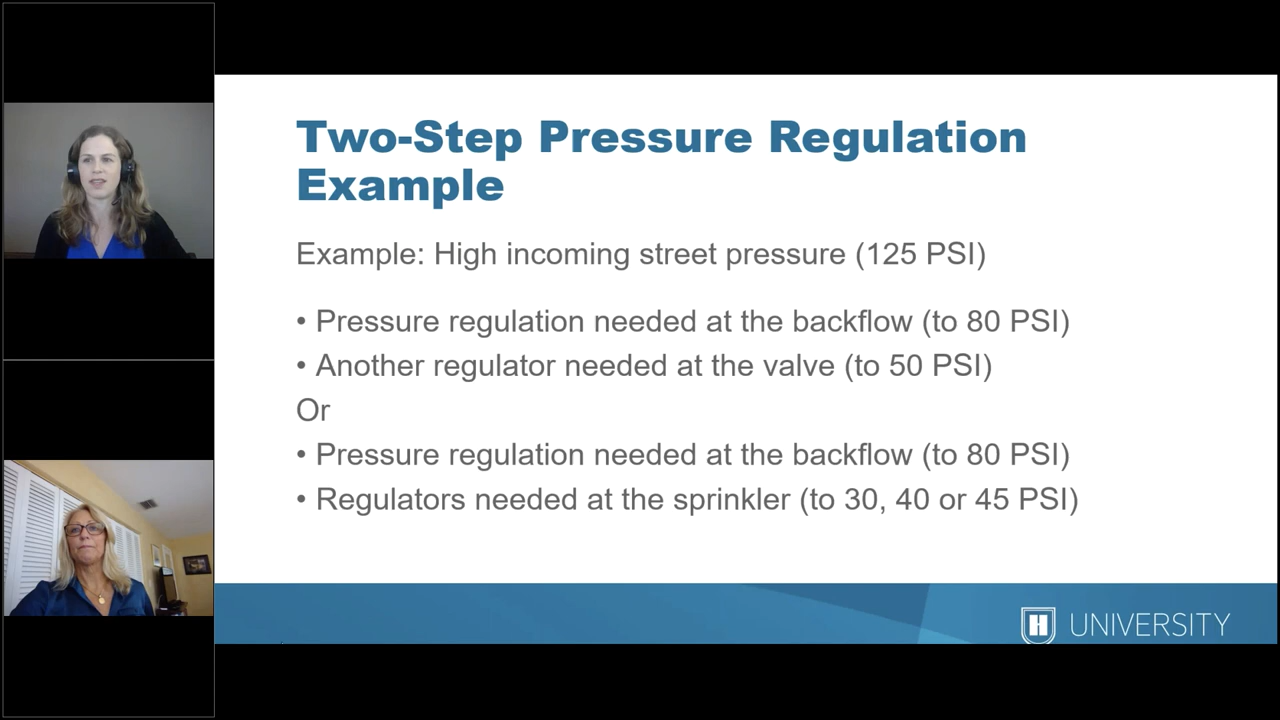 Two-Step Pressure Regulation
Example
Example: High incoming street pressure (125 PSI)
• Pressure regulation needed at the backflow (to 80 PSI)
• Another regulator needed at the valve (to 50 PSI)
Or
• Pressure regulation needed at the backflow (to 80 PSI)
• Regulators needed at the sprinkler (to 30, 40 or 45 PSI)
H UNIVERSITY